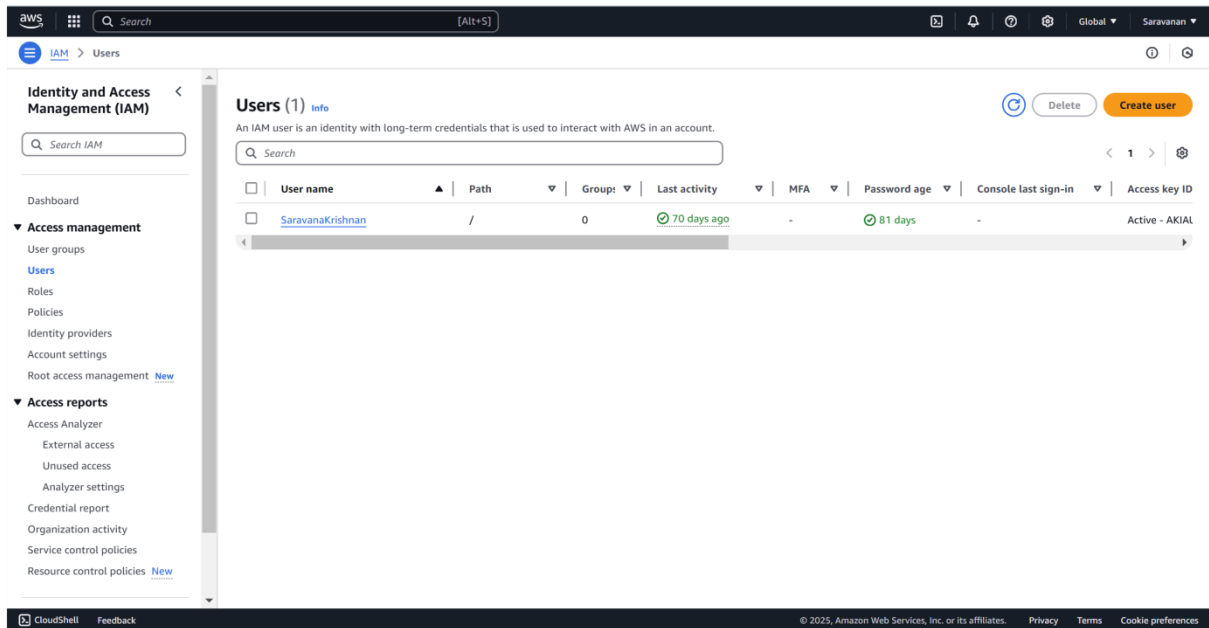 aws
Search [Alt+S] Global Saravanan
IAM > Users
Identity and Access
Management (IAM)
Search IAM
Dashboard
Access management
User groups
Users
Roles
Policies
Identity providers
Account settings
Root access management New
Access reports
Access Analyzer
External access
Unused access
Analyzer settings
Credential report
Organization activity
Service control policies
Resource control policies New
Users (1) Info
Delete Create user
An IAM user is an identity with long-term credentials that is used to interact with AWS in an account.
Search
1
User name Path Groups Last activity MFA Password age Console last sign-in Access key ID
SaravanaKrishnan / 0 70 days ago - 81 days - Active - AKIAU
CloudShell Feedback © 2025, Amazon Web Services, Inc. or its affiliates. Privacy Terms Cookie preferences